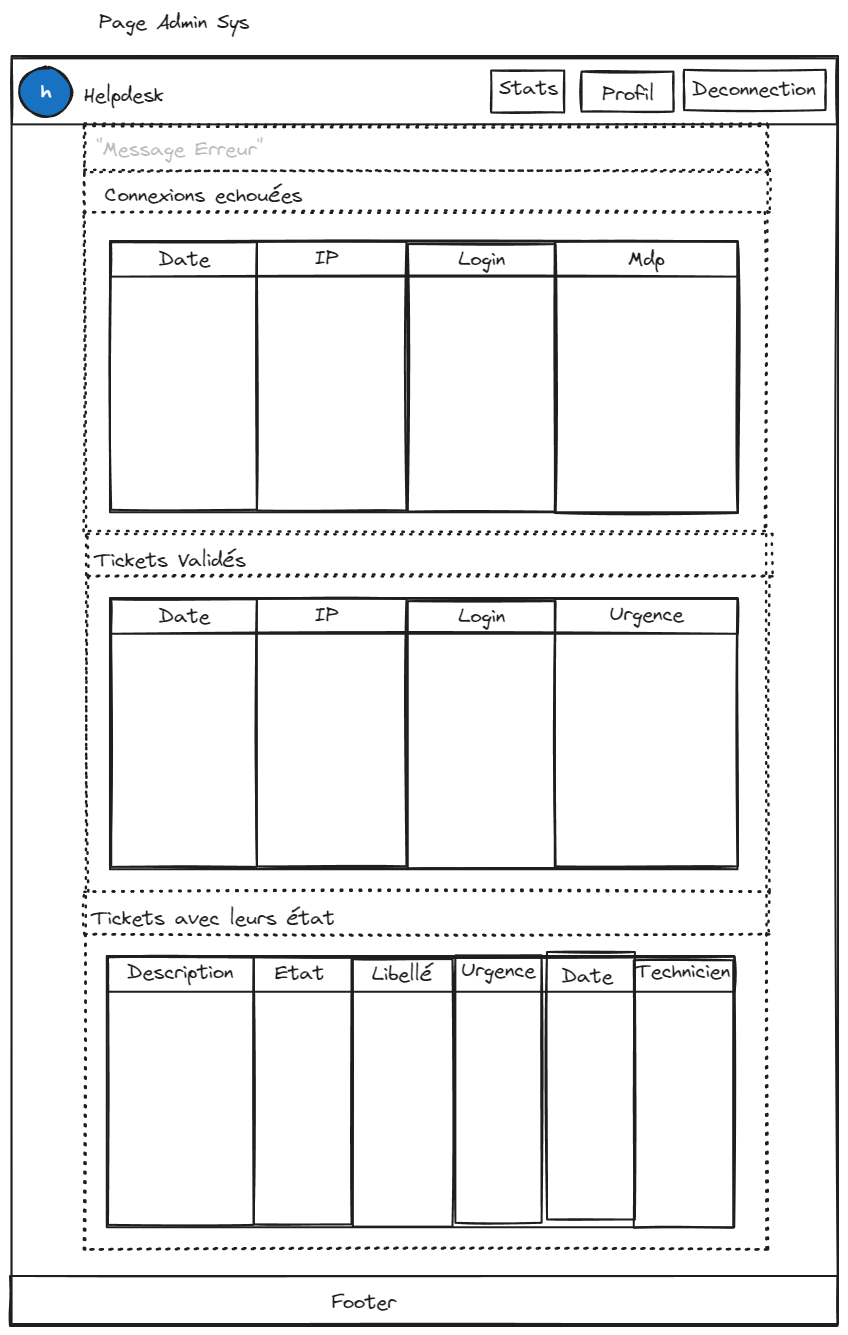 Page Admin Sys
h Helpdesk Stats Profil Deconnection
"Message Erreur"
Connexions echouées
Date IP Login Mdp
Tickets Validés
Date IP Login Urgence
Tickets avec leurs état
Description Etat Libellé Urgence Date Technicien
Footer